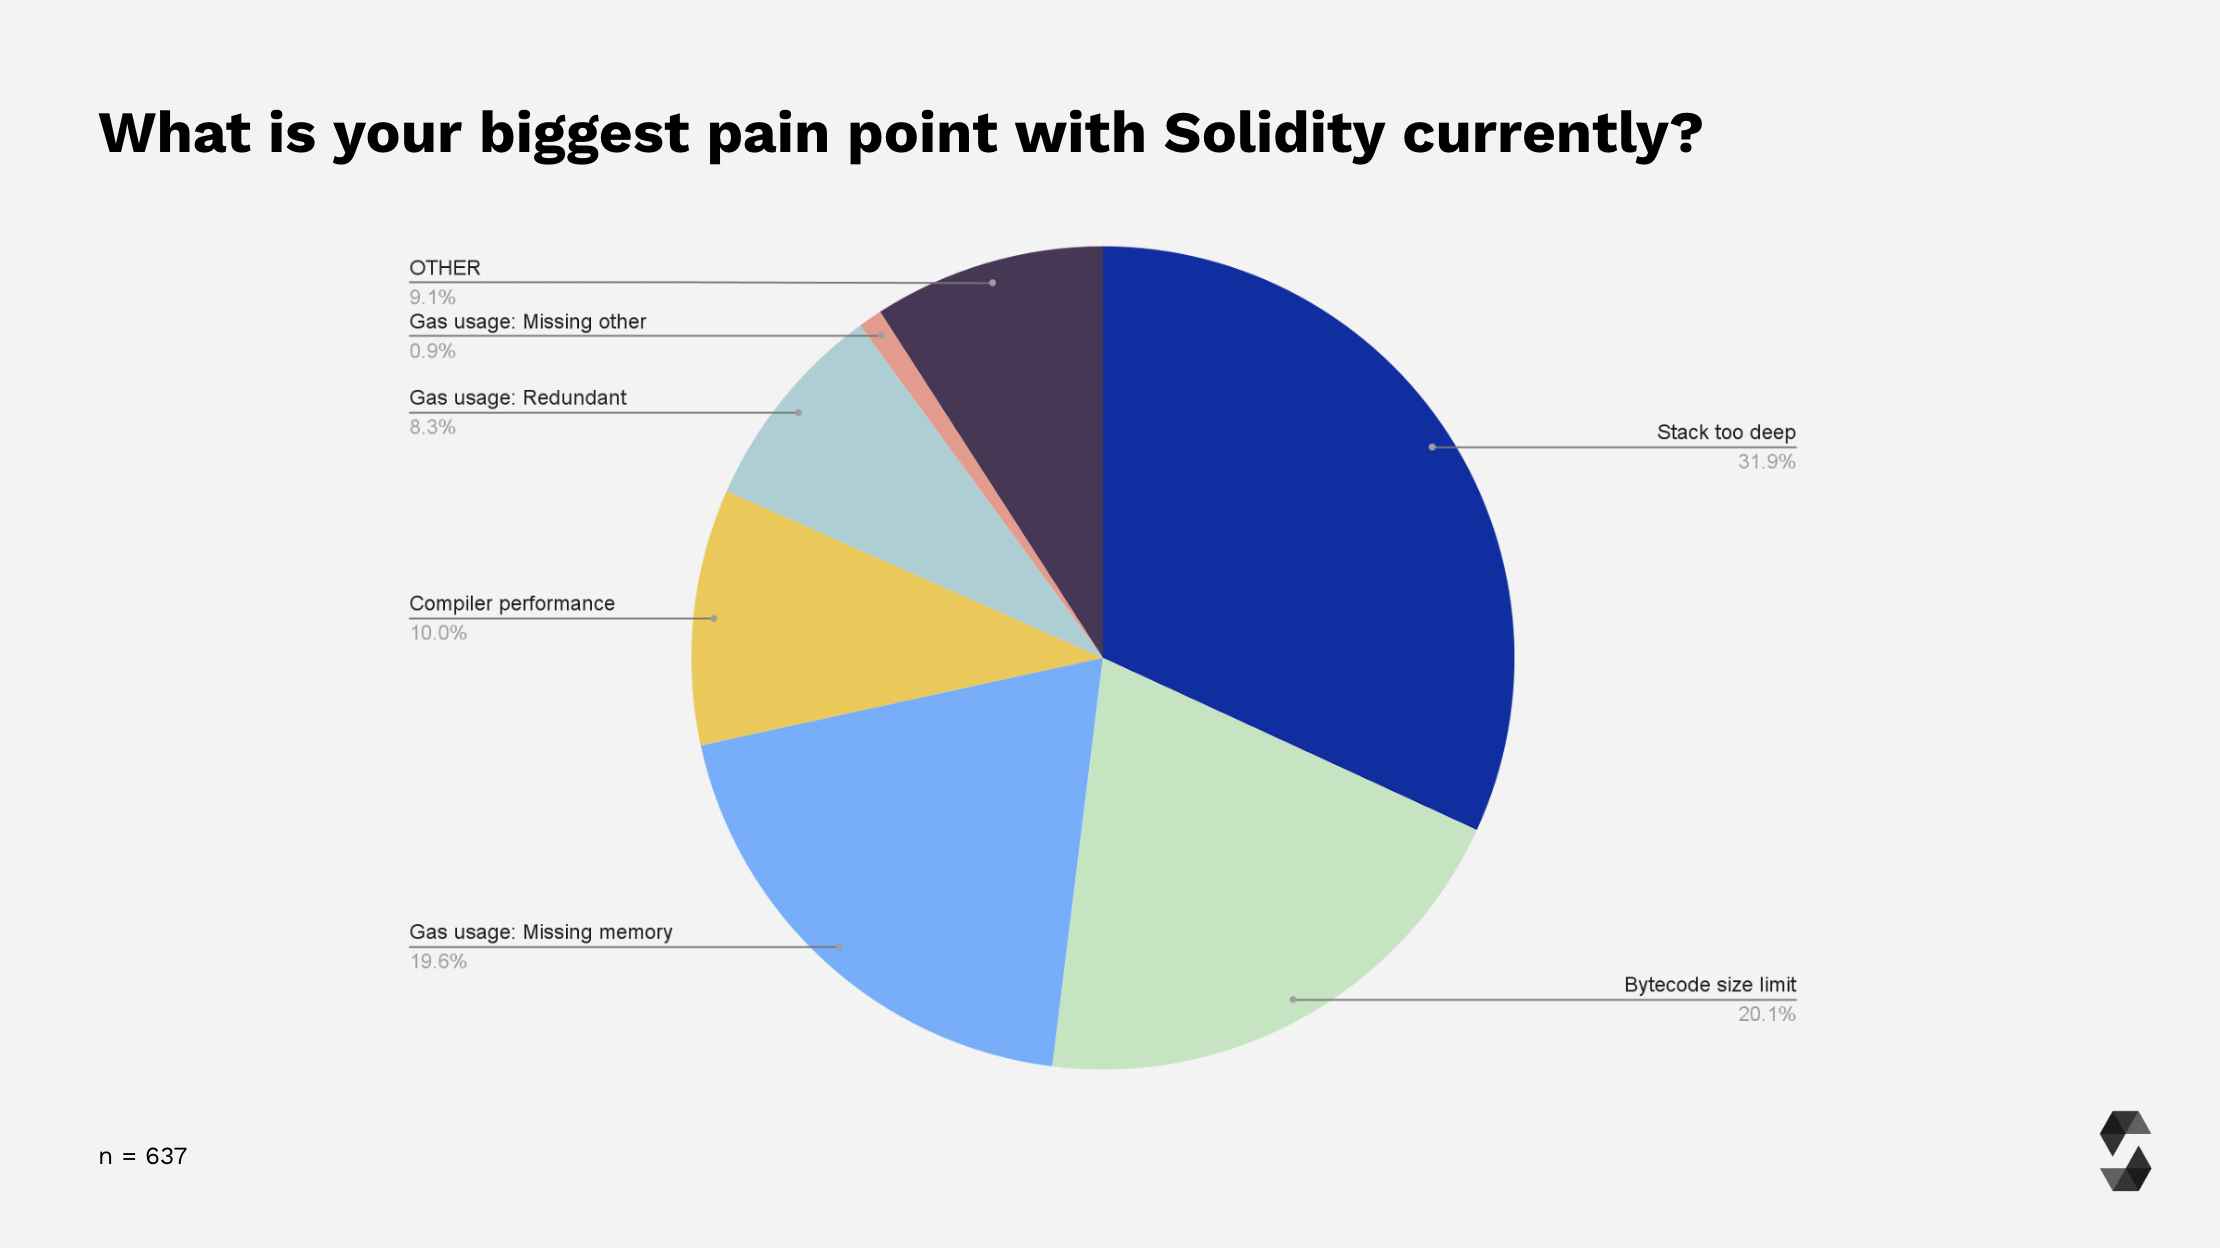 What is your biggest pain point with Solidity currently?
OTHER
9.1%
Gas usage: Missing other
0.9%
Gas usage: Redundant
8.3%
Stack too deep
31.9%
Compiler performance
10.0%
Gas usage: Missing memory
19.6%
Bytecode size limit
20.1%
n = 637